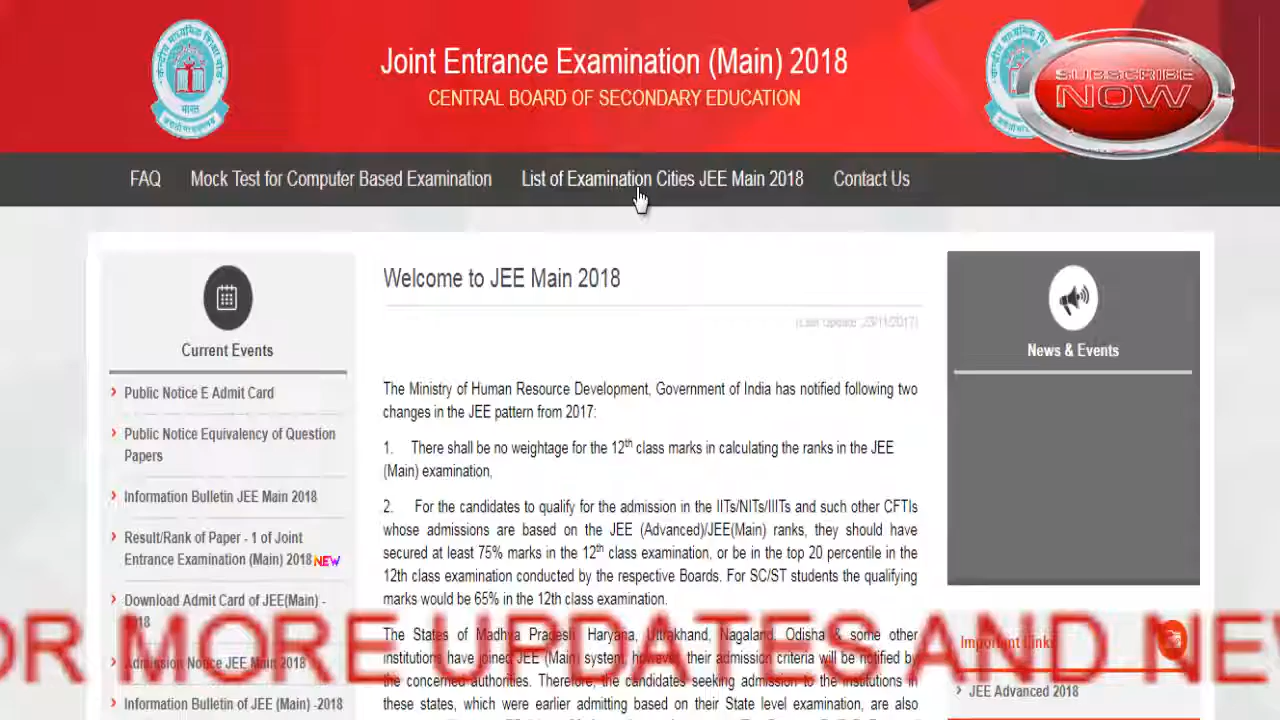 Joint Entrance Examination (Main) 2018
CENTRAL BOARD OF SECONDARY EDUCATION
SUBSCRIBE
NOW
FAQ
Mock Test for Computer Based Examination
List of Examination Cities JEE Main 2018
Contact Us
Current Events
Public Notice E Admit Card
Public Notice Equivalency of Question
Papers
Information Bulletin JEE Main 2018
Result/Rank of Paper - 1 of Joint
Entrance Examination (Main) 2018 NEW
Download Admit Card of JEE(Main) -
2018
Admission Notice JEE Main 2018
Information Bulletin of JEE (Main) -2018
Welcome to JEE Main 2018
(Last Update: 23/11/2017)
The Ministry of Human Resource Development, Government of India has notified following two
changes in the JEE pattern from 2017:
1. There shall be no weightage for the 12th class marks in calculating the ranks in the JEE
(Main) examination,
2. For the candidates to qualify for the admission in the IITs/NITs/IIITs and such other CFTIs
whose admissions are based on the JEE (Advanced)/JEE(Main) ranks, they should have
secured at least 75% marks in the 12th class examination, or be in the top 20 percentile in the
12th class examination conducted by the respective Boards. For SC/ST students the qualifying
marks would be 65% in the 12th class examination.
The States of Madhya Pradesh, Haryana, Uttrakhand, Nagaland, Odisha & some other
institutions have joined JEE (Main) system, however, their admission criteria will be notified by
the concerned authorities. Therefore, the candidates seeking admission to the institutions in
these states, which were earlier admitting based on their State level examination, are also
News & Events
Important Links
JEE Advanced 2018
OR MORE UPDATES AND NEW